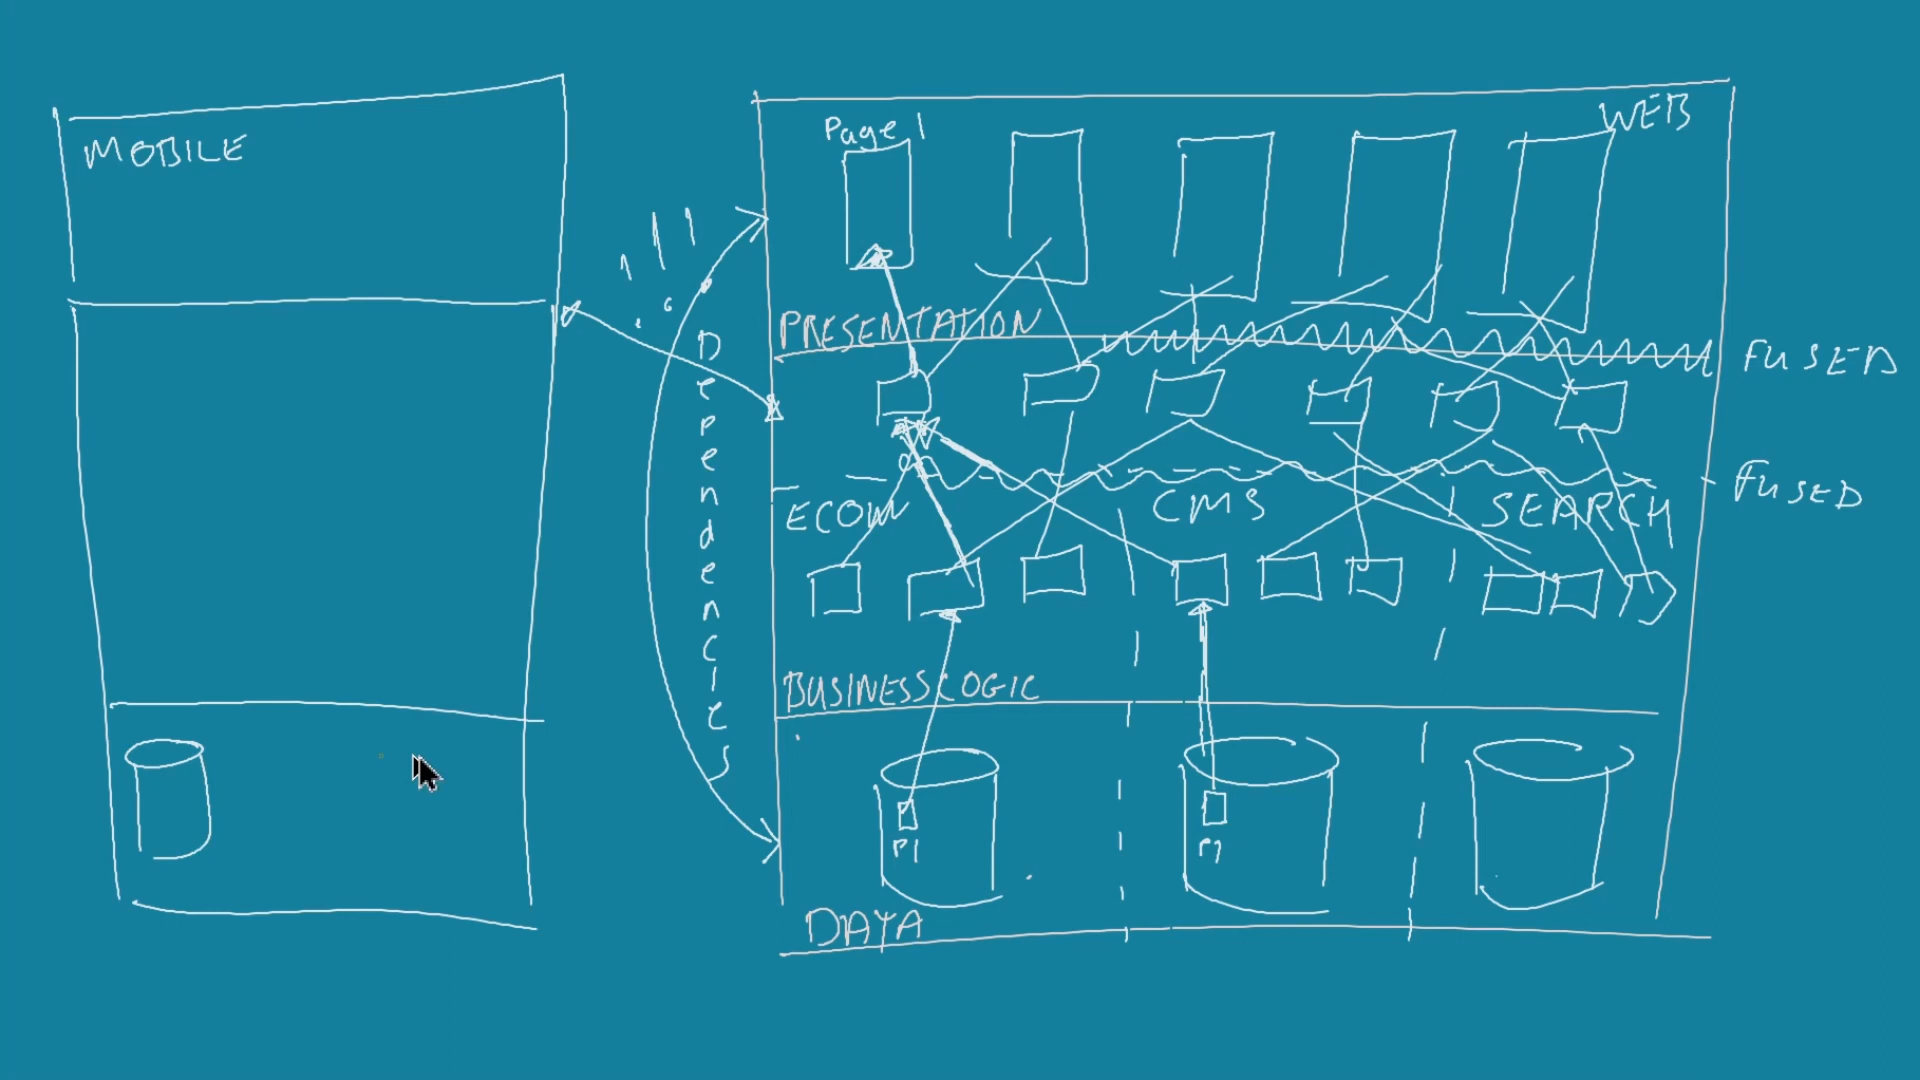 MOBILE
WEB
Page 1
PRESENTATION
FUSED
Dependencies
FUSED
ECOM
CMS
SEARCH
BUSINESS LOGIC
P1
P1
DATA